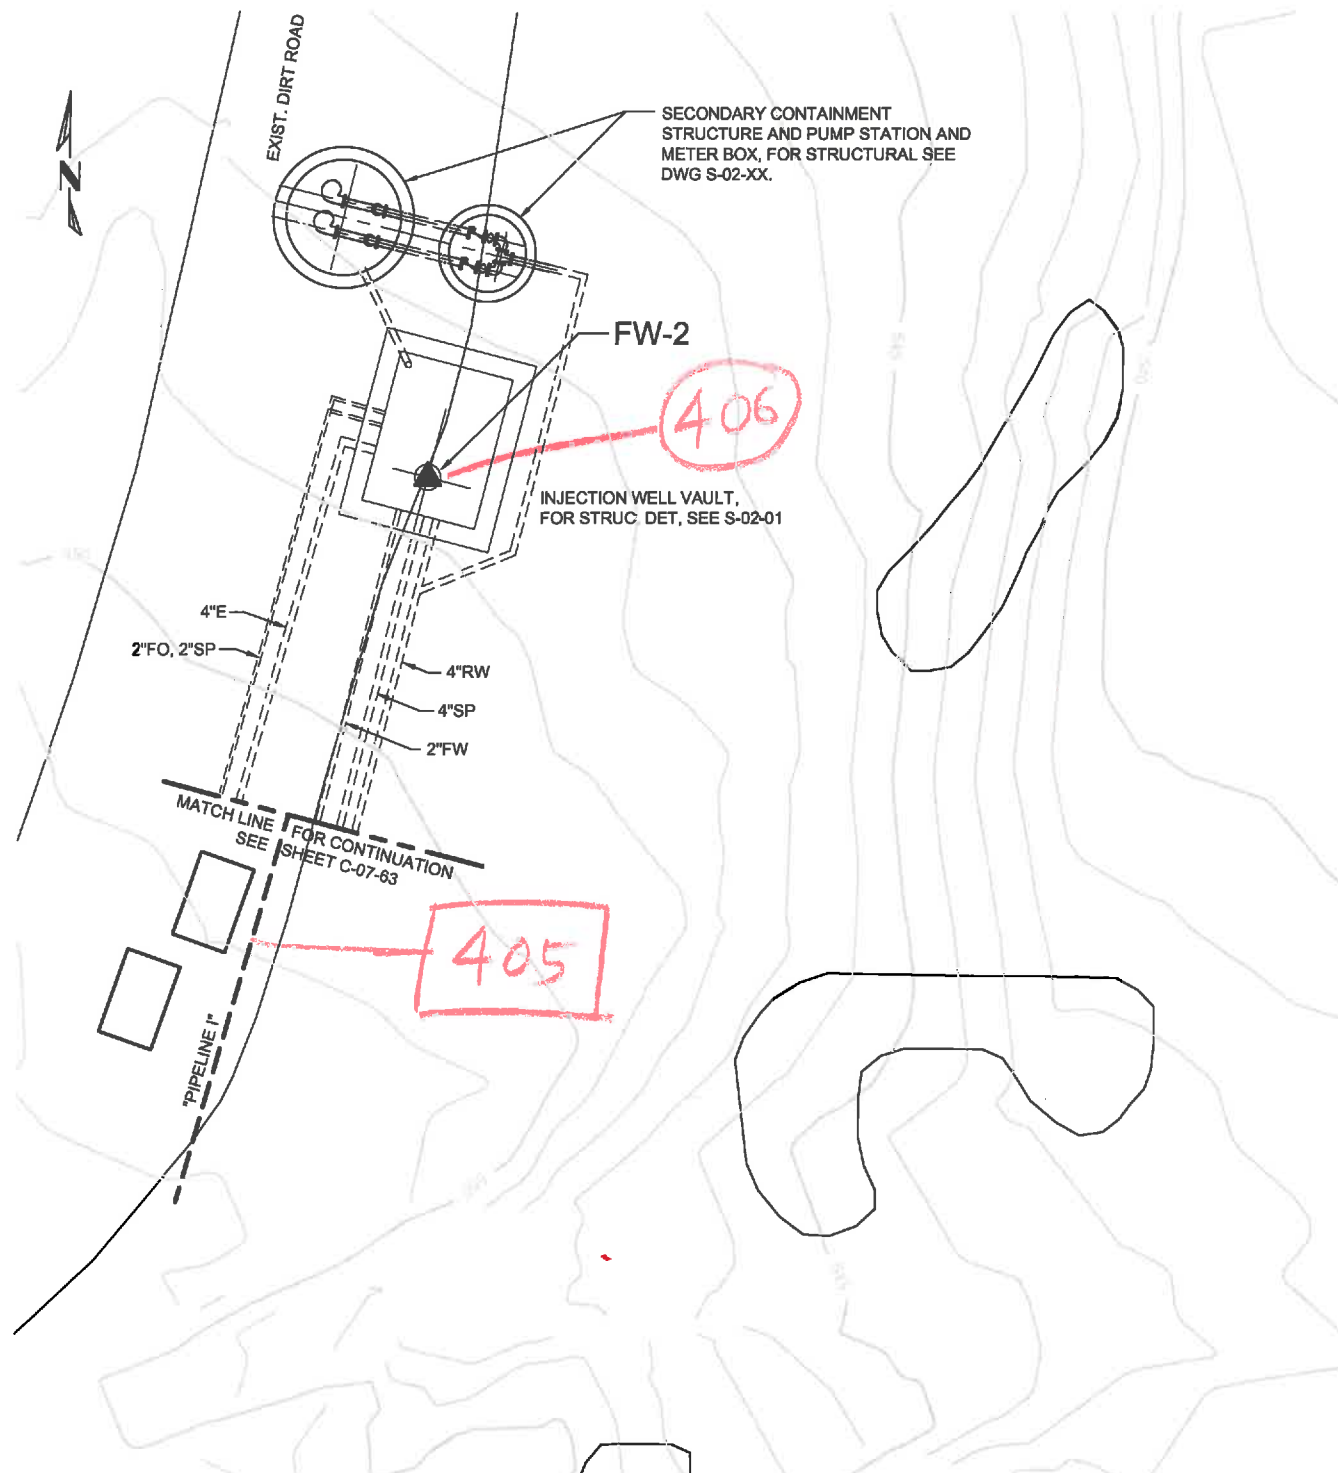 EXIST. DIRT ROAD
N
SECONDARY CONTAINMENT
STRUCTURE AND PUMP STATION AND
METER BOX, FOR STRUCTURAL SEE
DWG S-02-XX.
FW-2
406
INJECTION WELL VAULT,
FOR STRUC. DET, SEE S-02-01
545
4"E
2"FO, 2"SP
4"RW
4"SP
2"FW
MATCH LINE
SEE
FOR CONTINUATION
SHEET C-07-63
405
"PIPELINE I"